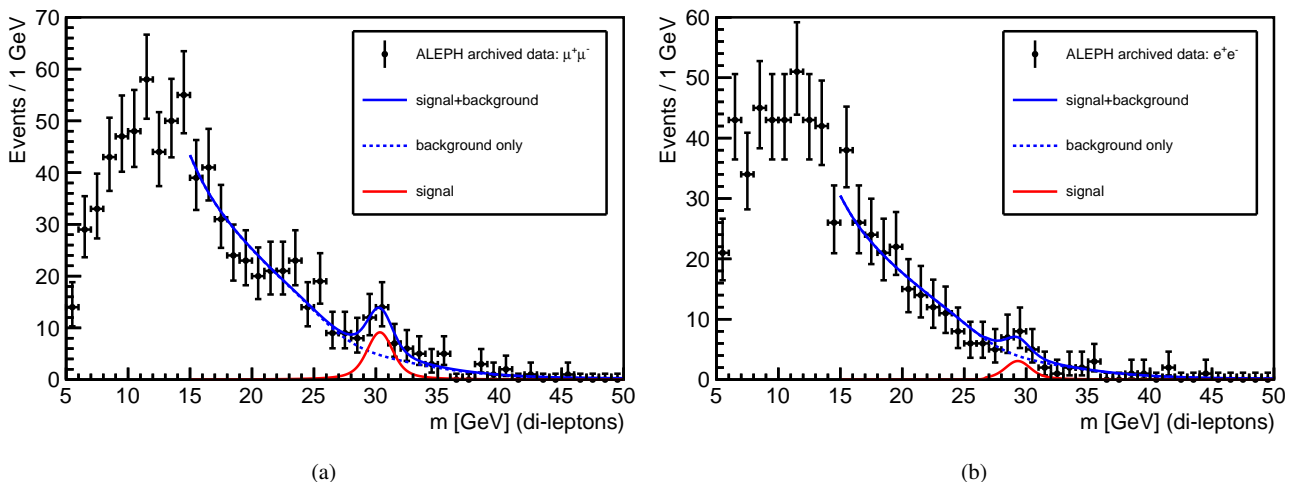 Events / 1 GeV
70
60
50
40
30
20
10
0
ALEPH archived data: μ⁺μ⁻
signal+background
background only
signal
5 10 15 20 25 30 35 40 45 50
m [GeV] (di-leptons)
(a)
Events / 1 GeV
60
50
40
30
20
10
0
ALEPH archived data: e⁺e⁻
signal+background
background only
signal
5 10 15 20 25 30 35 40 45 50
m [GeV] (di-leptons)
(b)